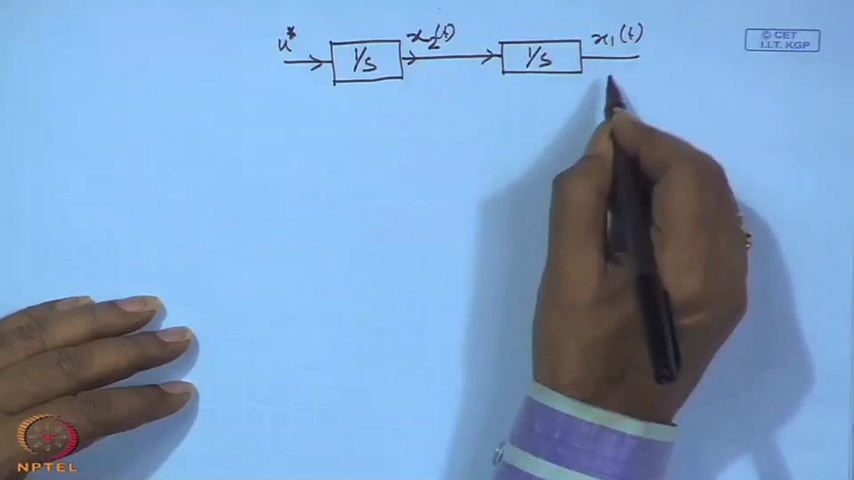 u* 1/s x₂(t) 1/s x₁(t)
© CET
I.I.T. KGP
NPTEL